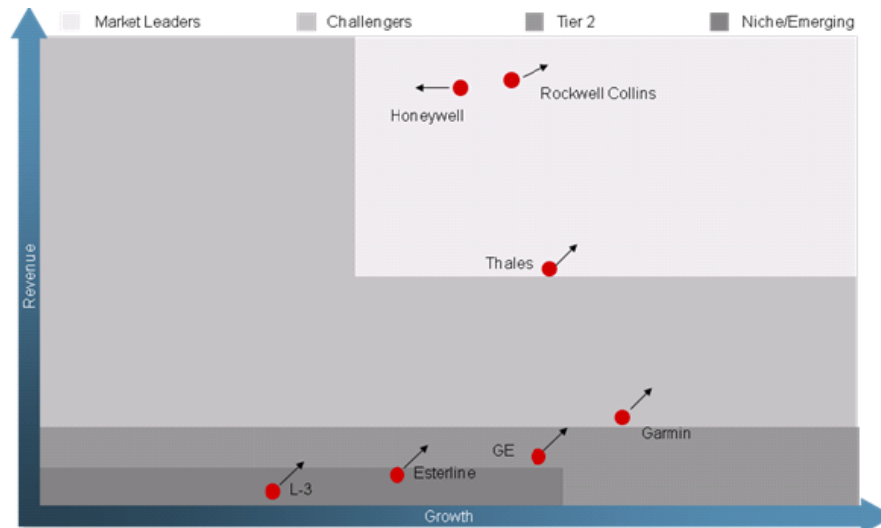 Market Leaders
Challengers
Tier 2
Niche/Emerging
Honeywell
Rockwell Collins
Thales
Revenue
Garmin
GE
Esterline
L-3
Growth